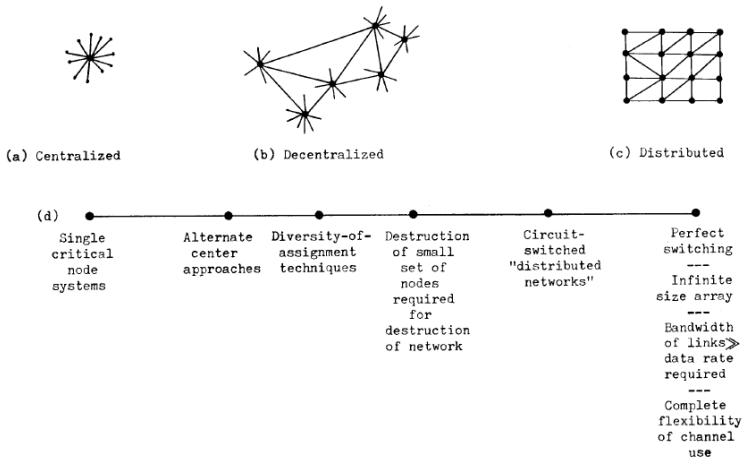 (a) Centralized
(b) Decentralized
(c) Distributed
(d)
Single
critical
node
systems
Alternate
center
approaches
Diversity-of-
assignment
techniques
Destruction
of small
set of
nodes
required
for
destruction
of network
Circuit-
switched
"distributed
networks"
Perfect
switching
---
Infinite
size array
---
Bandwidth
of links≫
data rate
required
---
Complete
flexibility
of channel
use